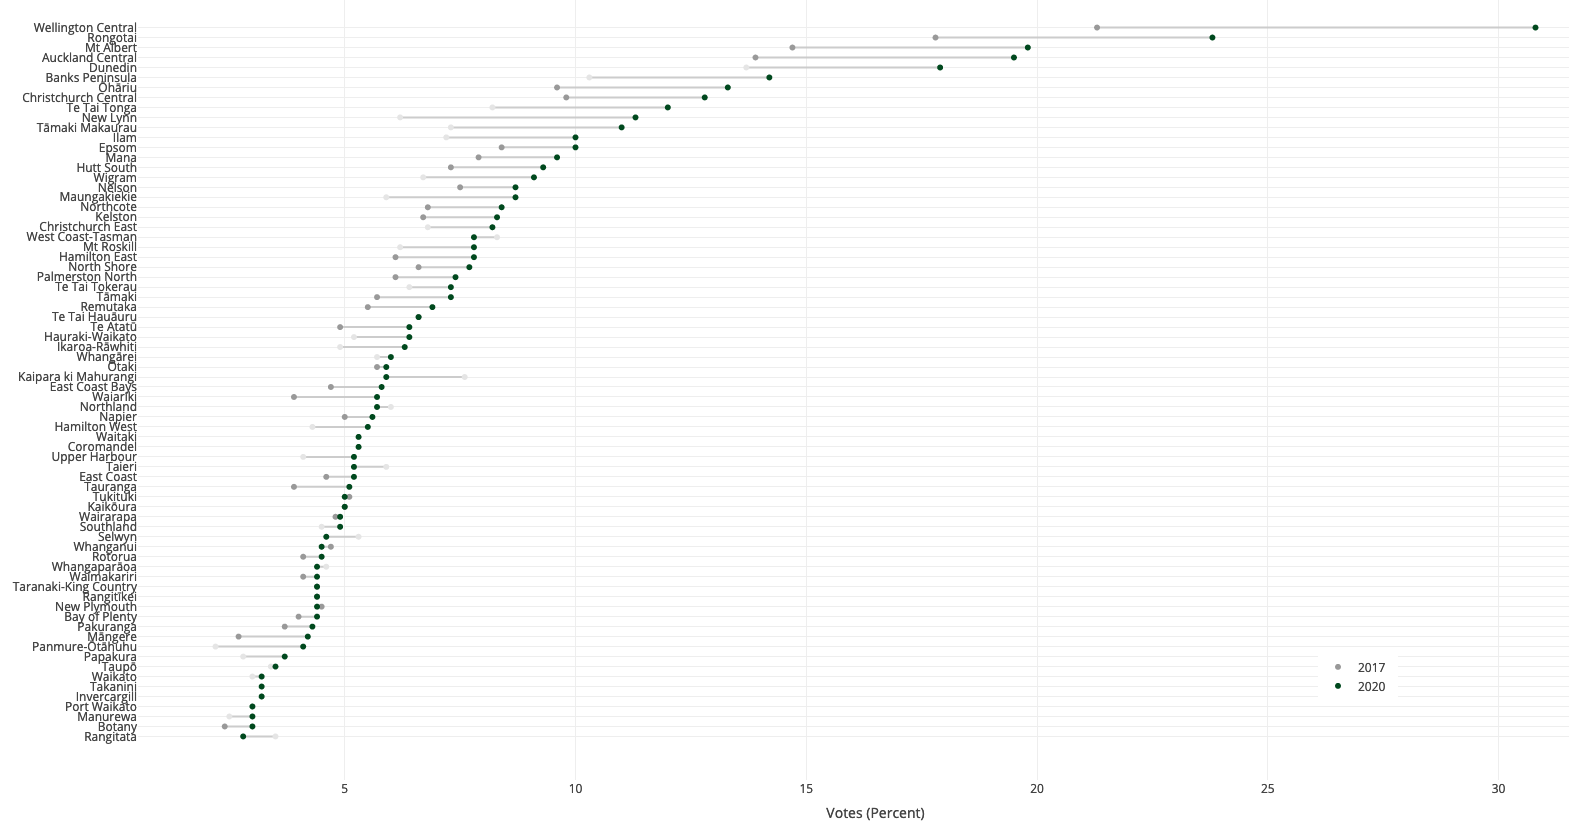 Wellington Central
Rongotai
Mt Albert
Auckland Central
Dunedin
Banks Peninsula
Ōhāriu
Christchurch Central
Te Tai Tonga
New Lynn
Tāmaki Makaurau
Ilam
Epsom
Mana
Hutt South
Wigram
Nelson
Maungakiekie
Northcote
Kelston
Christchurch East
West Coast-Tasman
Mt Roskill
Hamilton East
North Shore
Palmerston North
Te Tai Tokerau
Tāmaki
Remutaka
Te Tai Hauāuru
Te Atatū
Hauraki-Waikato
Ikaroa-Rāwhiti
Whangārei
Ōtaki
Kaipara ki Mahurangi
East Coast Bays
Waiariki
Northland
Napier
Hamilton West
Waitaki
Coromandel
Upper Harbour
Taieri
East Coast
Tauranga
Tukituki
Kaikōura
Wairarapa
Southland
Selwyn
Whanganui
Rotorua
Whangaparāoa
Waimakariri
Taranaki-King Country
Rangitīkei
New Plymouth
Bay of Plenty
Pakuranga
Māngere
Panmure-Ōtāhuhu
Papakura
Taupō
Waikato
Takanini
Invercargill
Port Waikato
Manurewa
Botany
Rangitata
2017
2020
5 10 15 20 25 30
Votes (Percent)